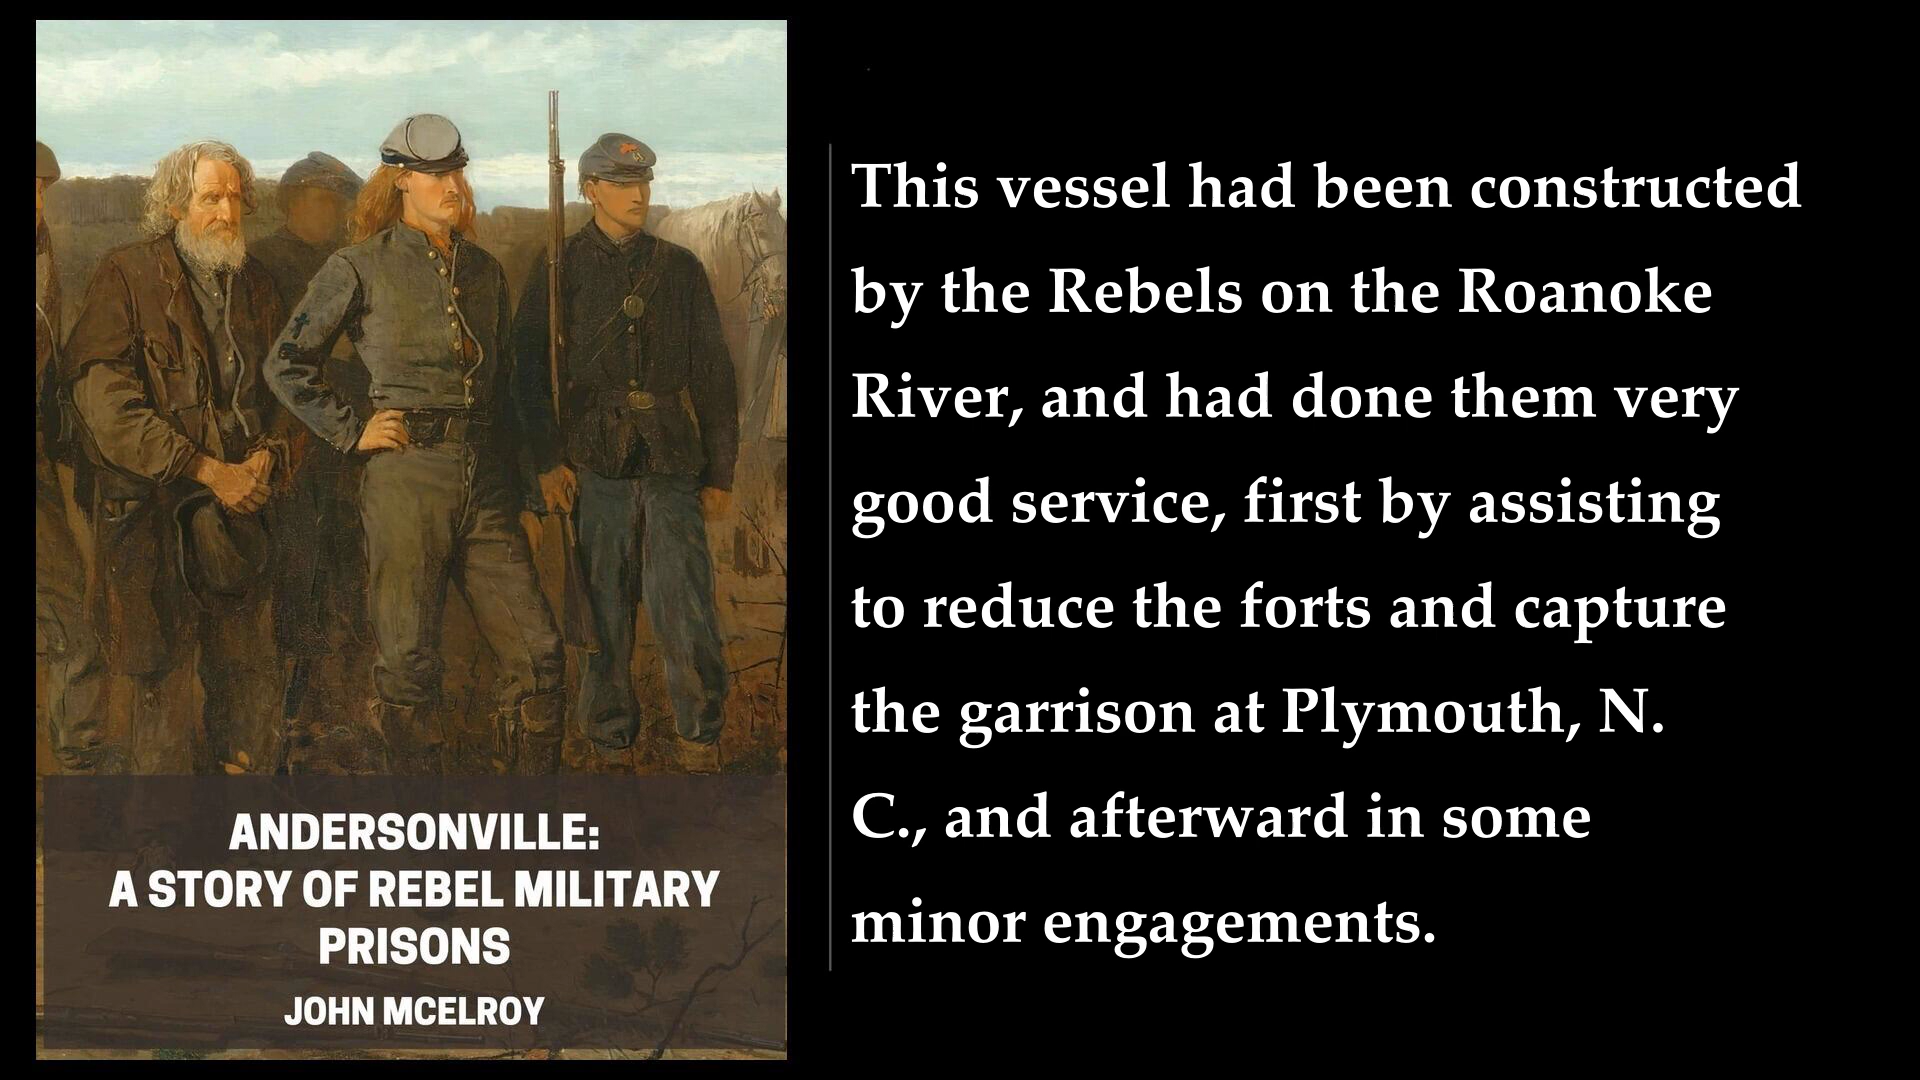 ANDERSONVILLE:
A STORY OF REBEL MILITARY
PRISONS
JOHN MCELROY
This vessel had been constructed
by the Rebels on the Roanoke
River, and had done them very
good service, first by assisting
to reduce the forts and capture
the garrison at Plymouth, N.
C., and afterward in some
minor engagements.